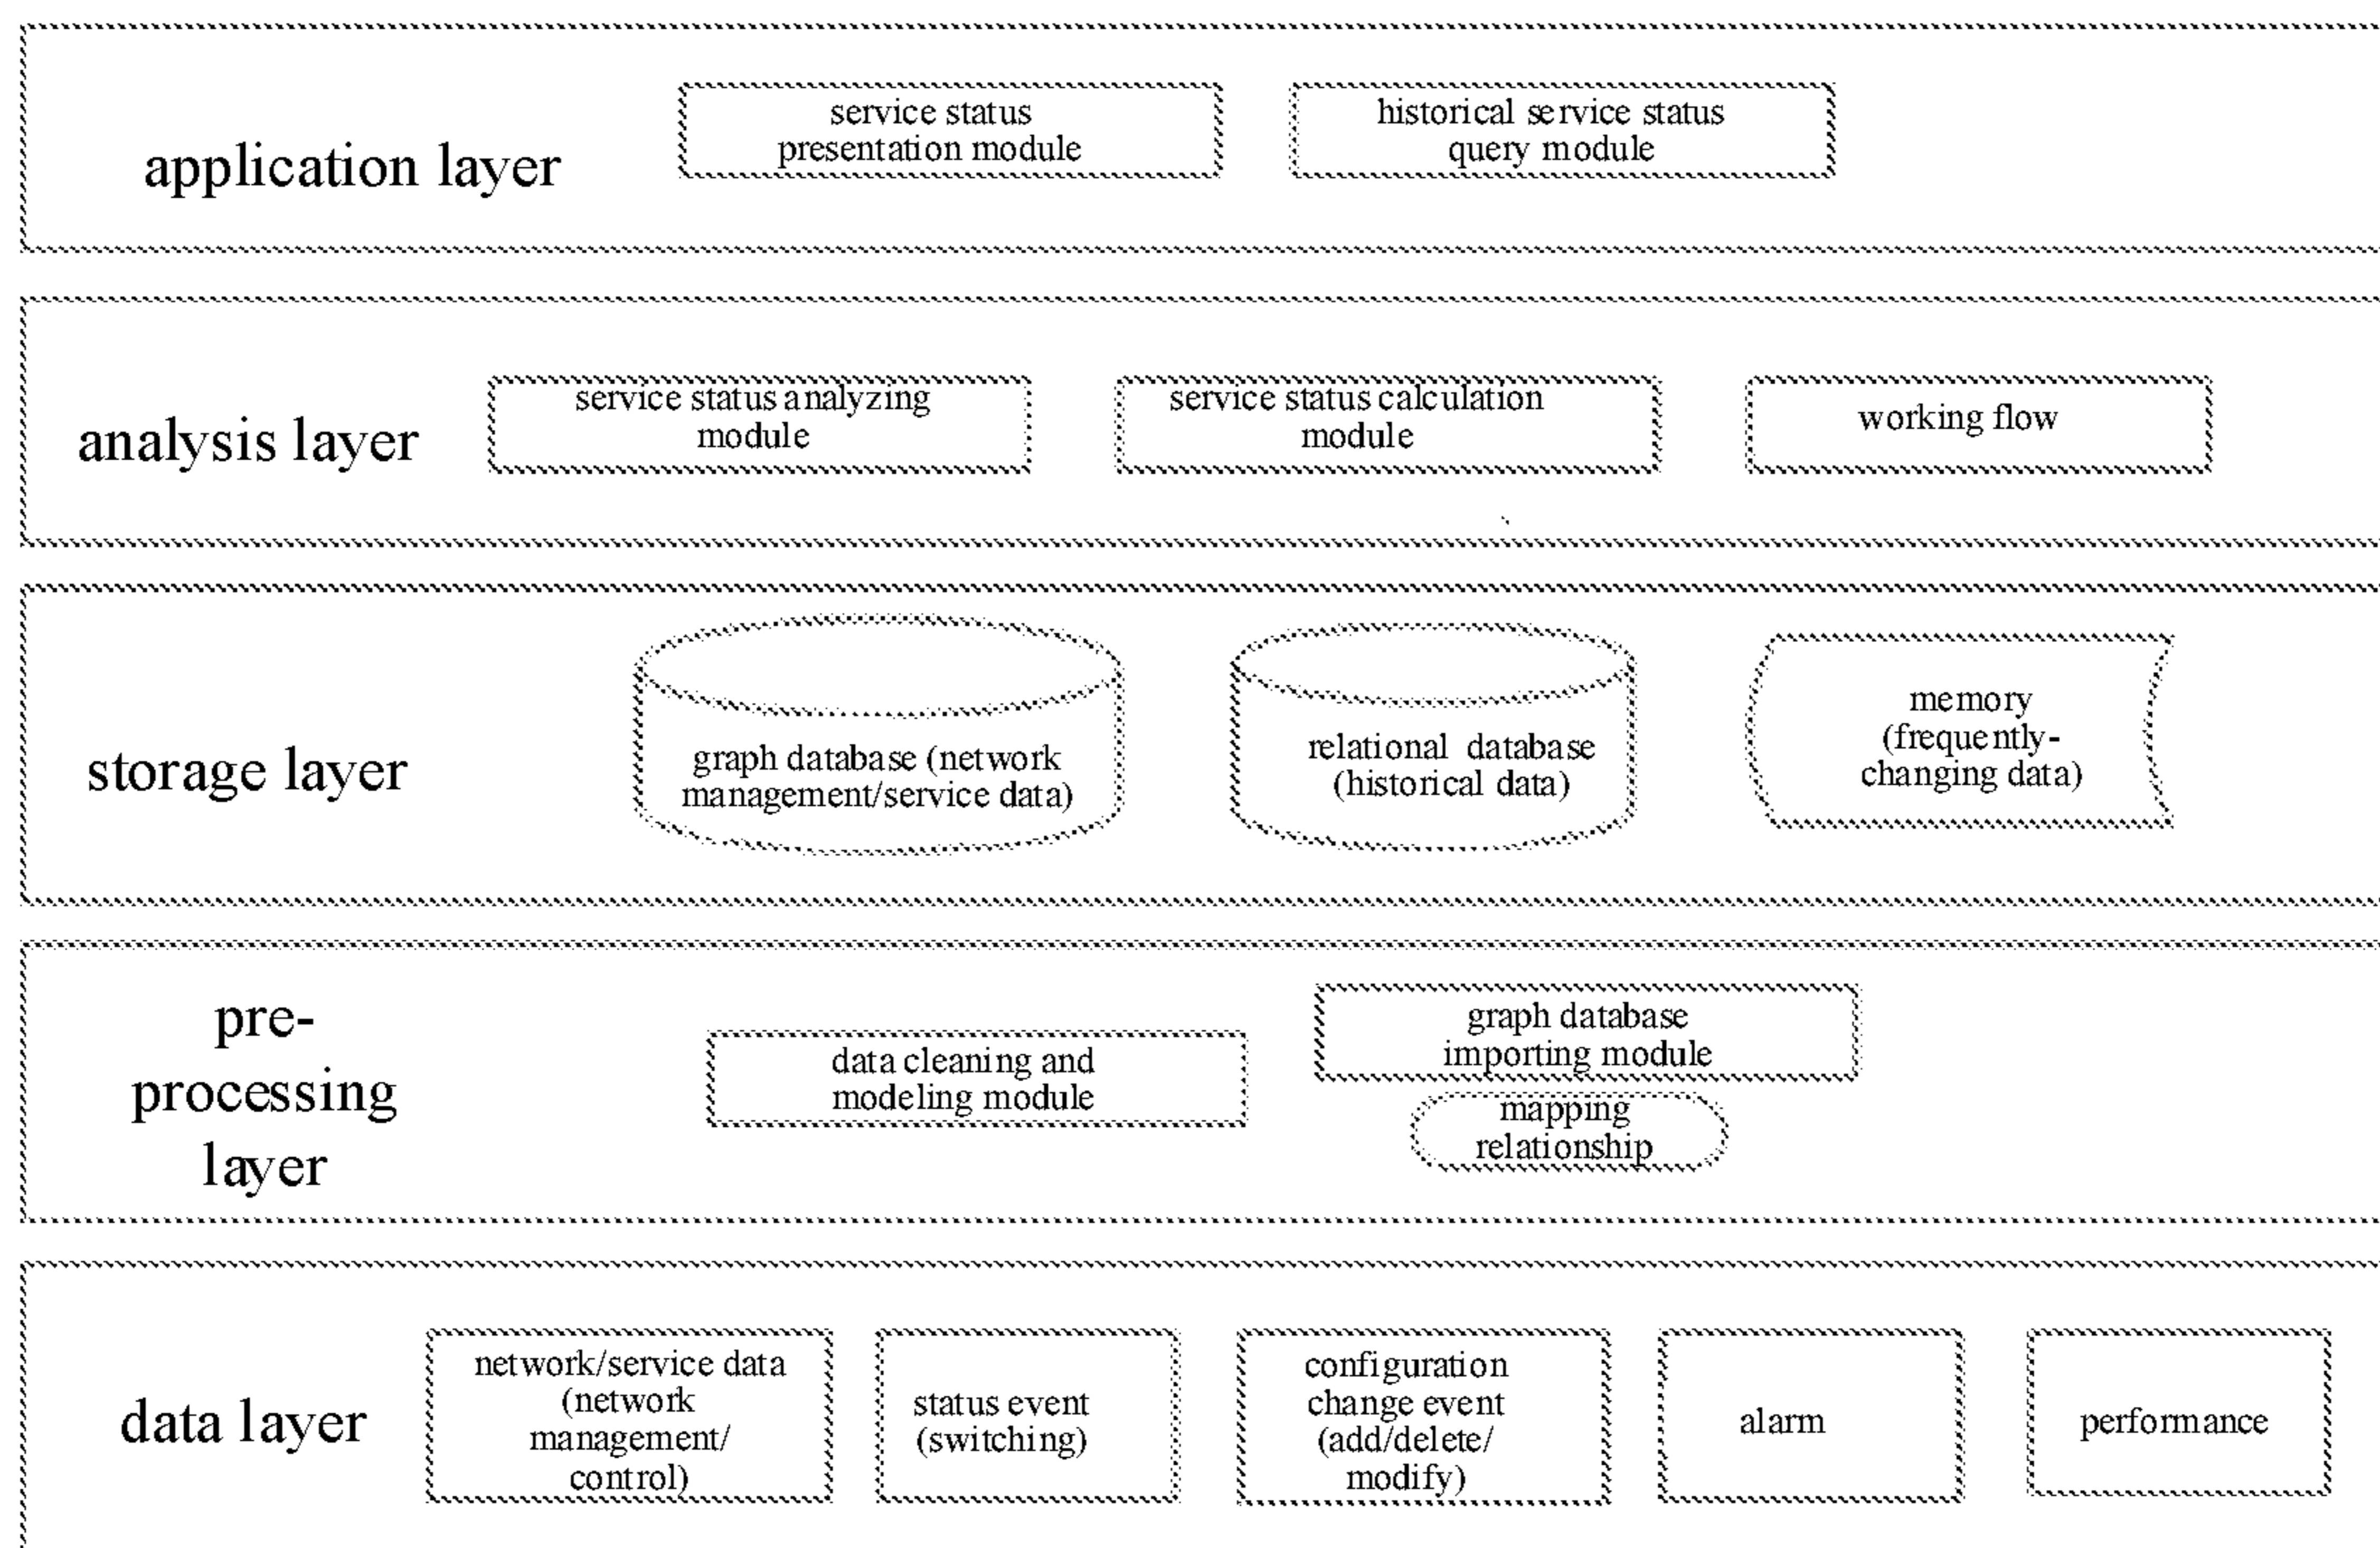 application layer
service status
presentation module
historical service status
query module
analysis layer
service status analyzing
module
service status calculation
module
working flow
storage layer
graph database (network
management/service data)
relational database
(historical data)
memory
(frequently-
changing data)
pre-
processing
layer
data cleaning and
modeling module
graph database
importing module
mapping
relationship
data layer
network/service data
(network
management/
control)
status event
(switching)
configuration
change event
(add/delete/
modify)
alarm
performance